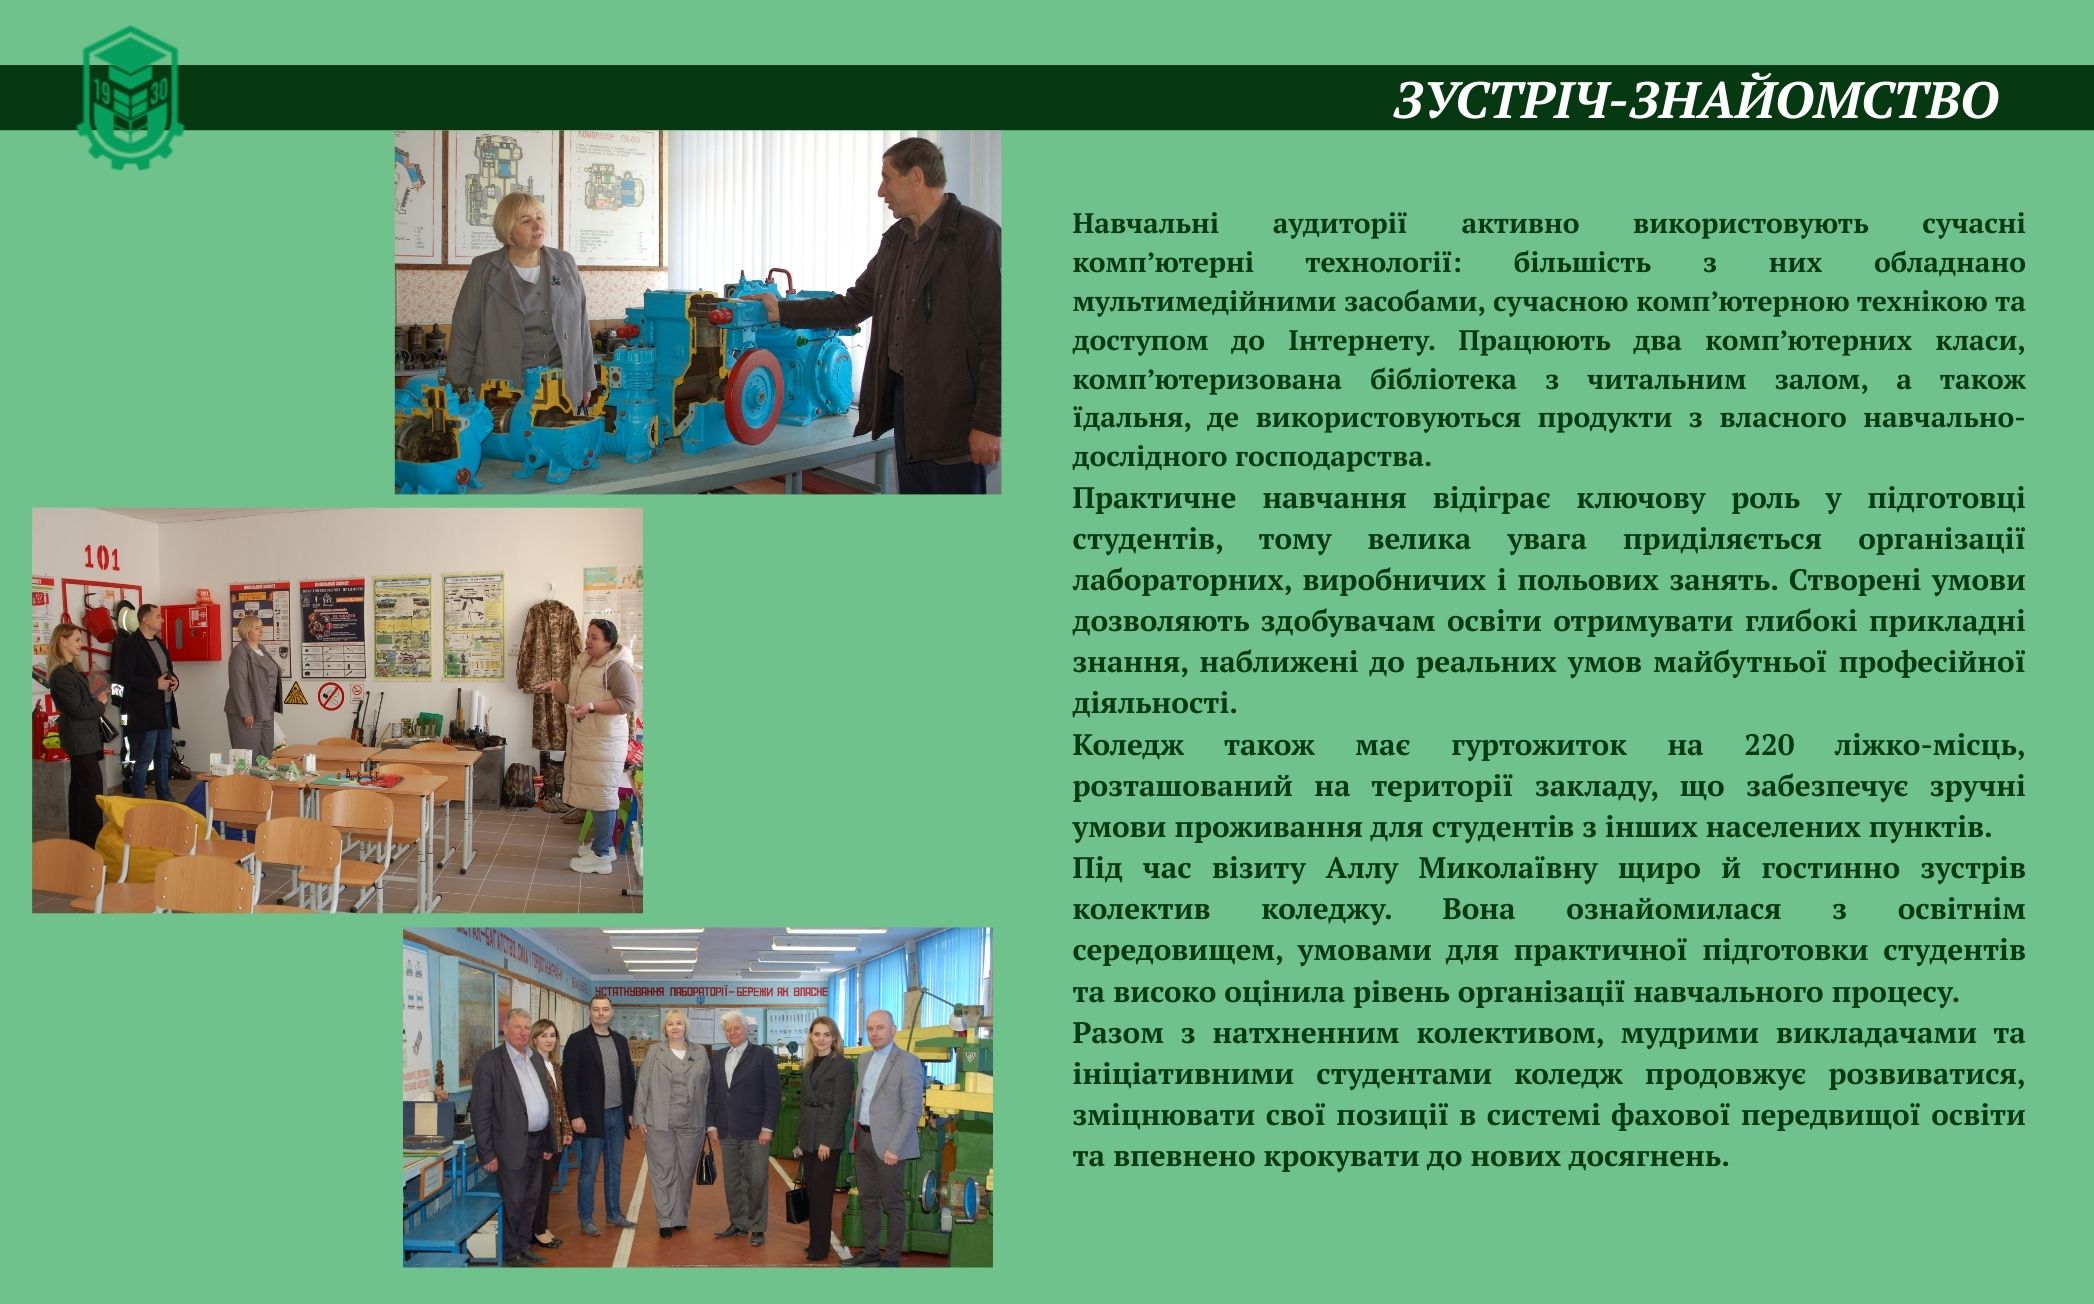 19 30
ЗУСТРІЧ-ЗНАЙОМСТВО
КОМПРЕСОР ПБ-60
Навчальні аудиторії активно використовують сучасні
комп’ютерні технології: більшість з них обладнано
мультимедійними засобами, сучасною комп’ютерною технікою та
доступом до Інтернету. Працюють два комп’ютерних класи,
комп’ютеризована бібліотека з читальним залом, а також
їдальня, де використовуються продукти з власного навчально-
дослідного господарства.
Практичне навчання відіграє ключову роль у підготовці
студентів, тому велика увага приділяється організації
лабораторних, виробничих і польових занять. Створені умови
дозволяють здобувачам освіти отримувати глибокі прикладні
знання, наближені до реальних умов майбутньої професійної
діяльності.
Коледж також має гуртожиток на 220 ліжко-місць,
розташований на території закладу, що забезпечує зручні
умови проживання для студентів з інших населених пунктів.
Під час візиту Аллу Миколаївну щиро й гостинно зустрів
колектив коледжу. Вона ознайомилася з освітнім
середовищем, умовами для практичної підготовки студентів
та високо оцінила рівень організації навчального процесу.
Разом з натхненним колективом, мудрими викладачами та
ініціативними студентами коледж продовжує розвиватися,
зміцнювати свої позиції в системі фахової передвищої освіти
та впевнено крокувати до нових досягнень.
101
УСТАТКУВАННЯ ЛАБОРАТОРІЇ-БЕРЕЖИ ЯК ВЛАСНЕ